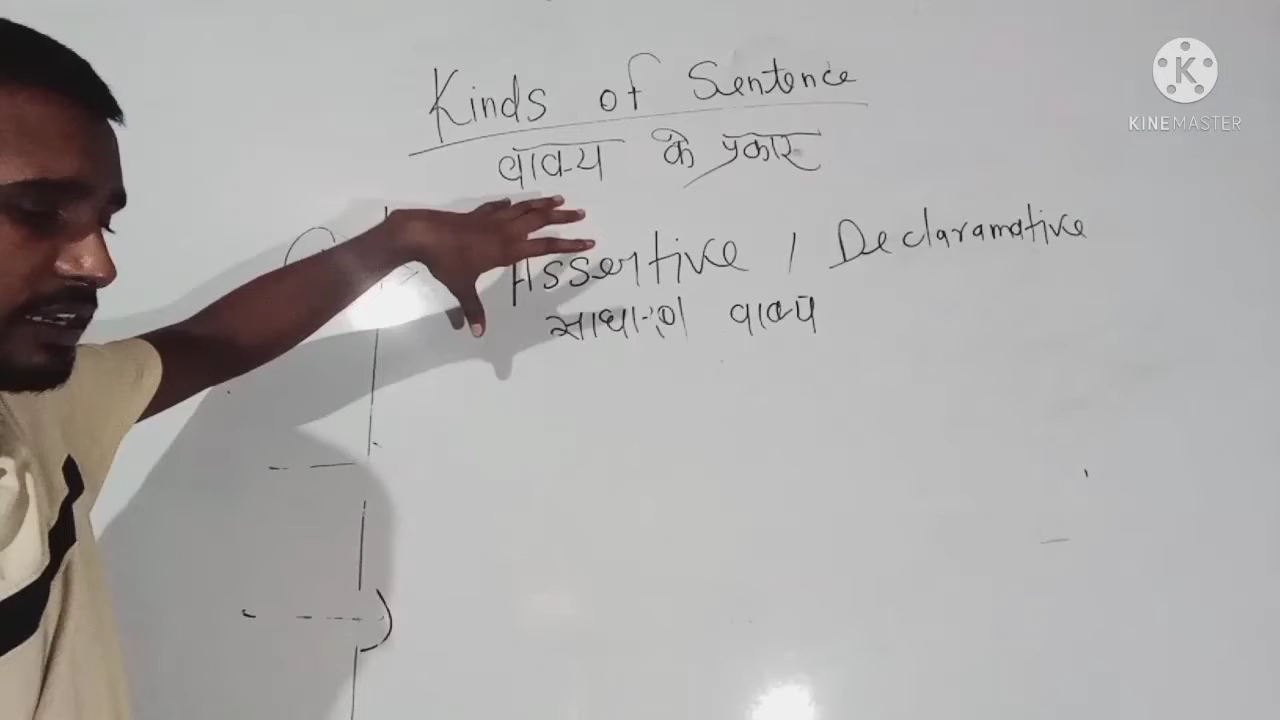 Kinds of Sentence
वाक्य के प्रकार
Assertive / Declaramative
साधारण वाक्य
K
KINEMASTER